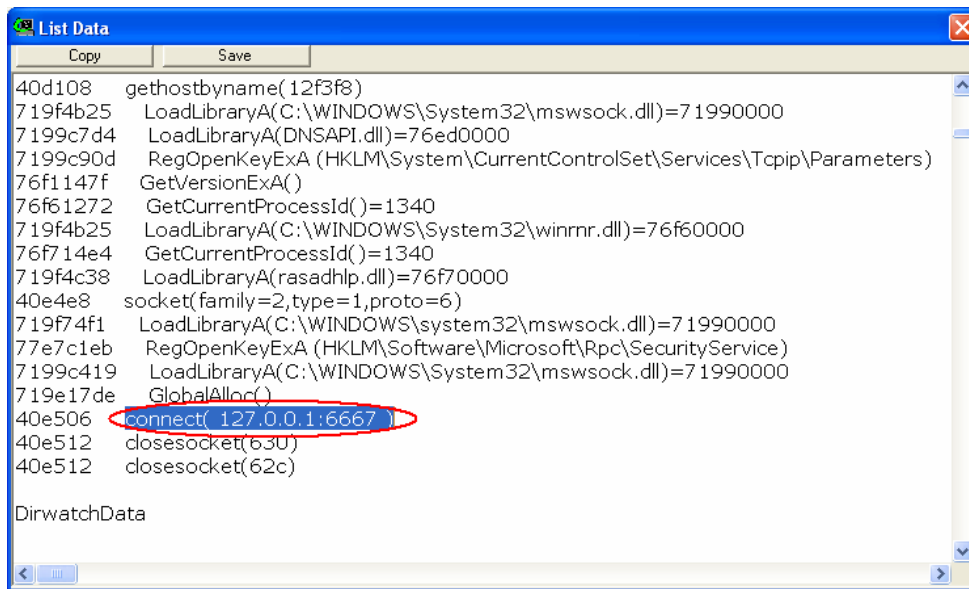 List Data
Copy Save
40d108 gethostbyname(12f3f8)
719f4b25 LoadLibraryA(C:\WINDOWS\System32\mswsock.dll)=71990000
7199c7d4 LoadLibraryA(DNSAPI.dll)=76ed0000
7199c90d RegOpenKeyExA (HKLM\System\CurrentControlSet\Services\Tcpip\Parameters)
76f1147f GetVersionExA()
76f61272 GetCurrentProcessId()=1340
719f4b25 LoadLibraryA(C:\WINDOWS\System32\winrnr.dll)=76f60000
76f714e4 GetCurrentProcessId()=1340
719f4c38 LoadLibraryA(rasadhlp.dll)=76f70000
40e4e8 socket(family=2,type=1,proto=6)
719f74f1 LoadLibraryA(C:\WINDOWS\system32\mswsock.dll)=71990000
77e7c1eb RegOpenKeyExA (HKLM\Software\Microsoft\Rpc\SecurityService)
7199c419 LoadLibraryA(C:\WINDOWS\System32\mswsock.dll)=71990000
719e17de GlobalAlloc()
40e506 connect( 127.0.0.1:6667 )
40e512 closesocket(630)
40e512 closesocket(62c)
DirwatchData